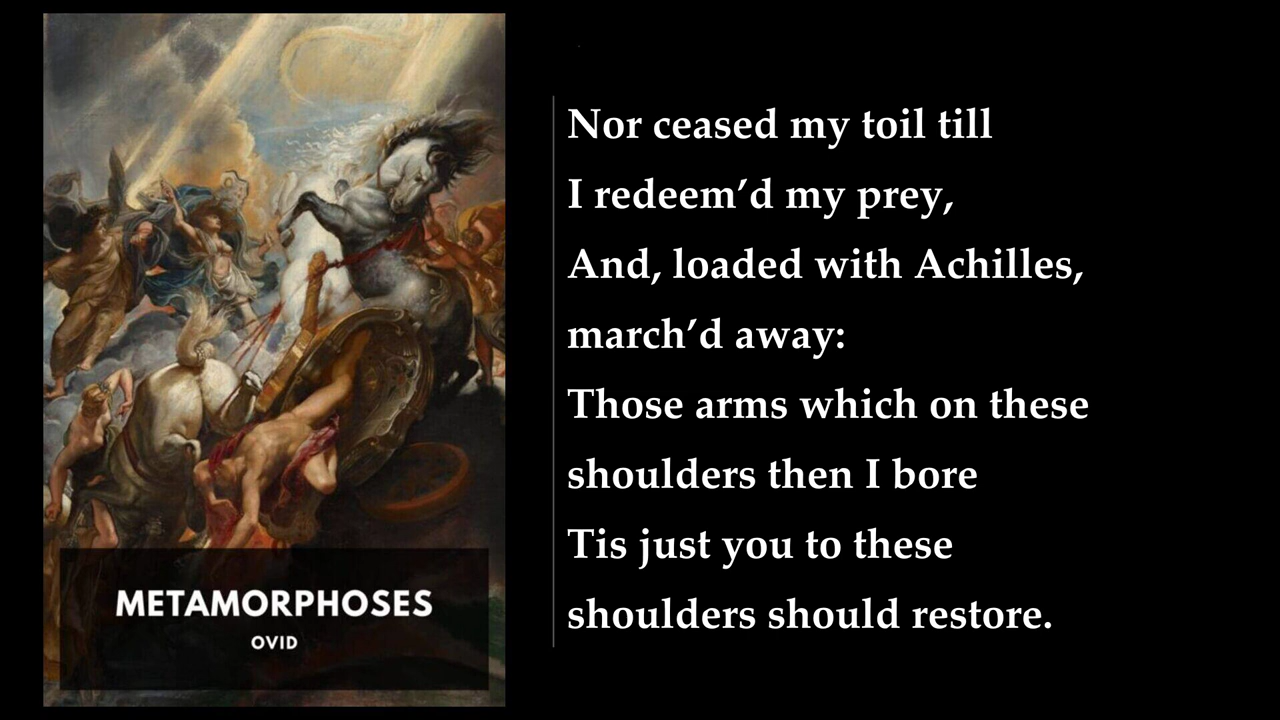 METAMORPHOSES
OVID
Nor ceased my toil till
I redeem’d my prey,
And, loaded with Achilles,
march’d away:
Those arms which on these
shoulders then I bore
Tis just you to these
shoulders should restore.